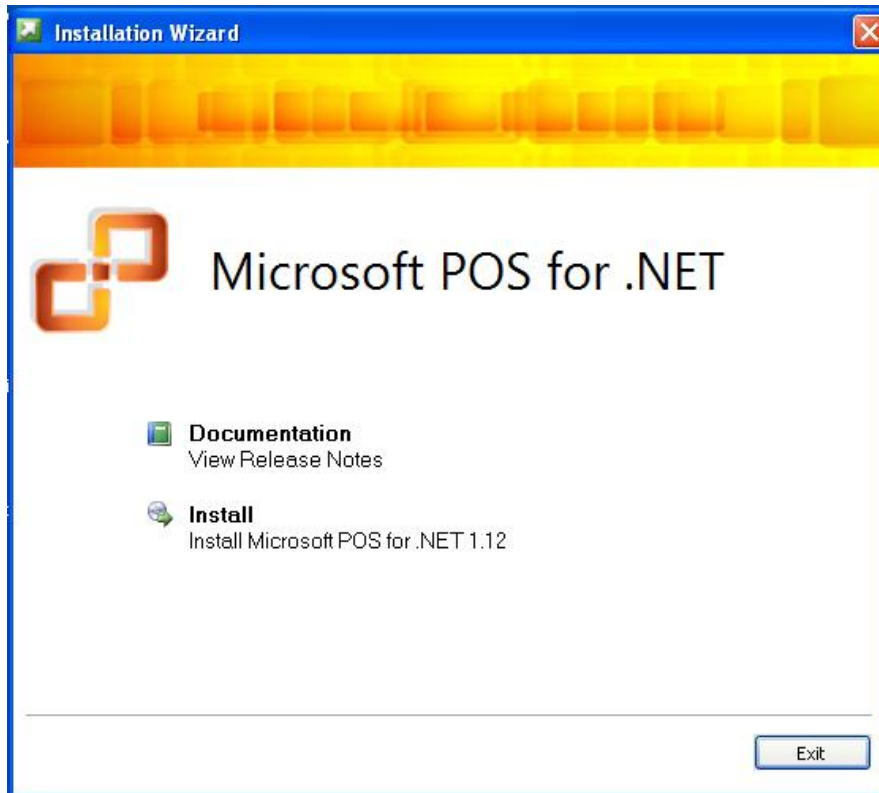 Installation Wizard
Microsoft POS for .NET
Documentation
View Release Notes
Install
Install Microsoft POS for .NET 1.12
Exit